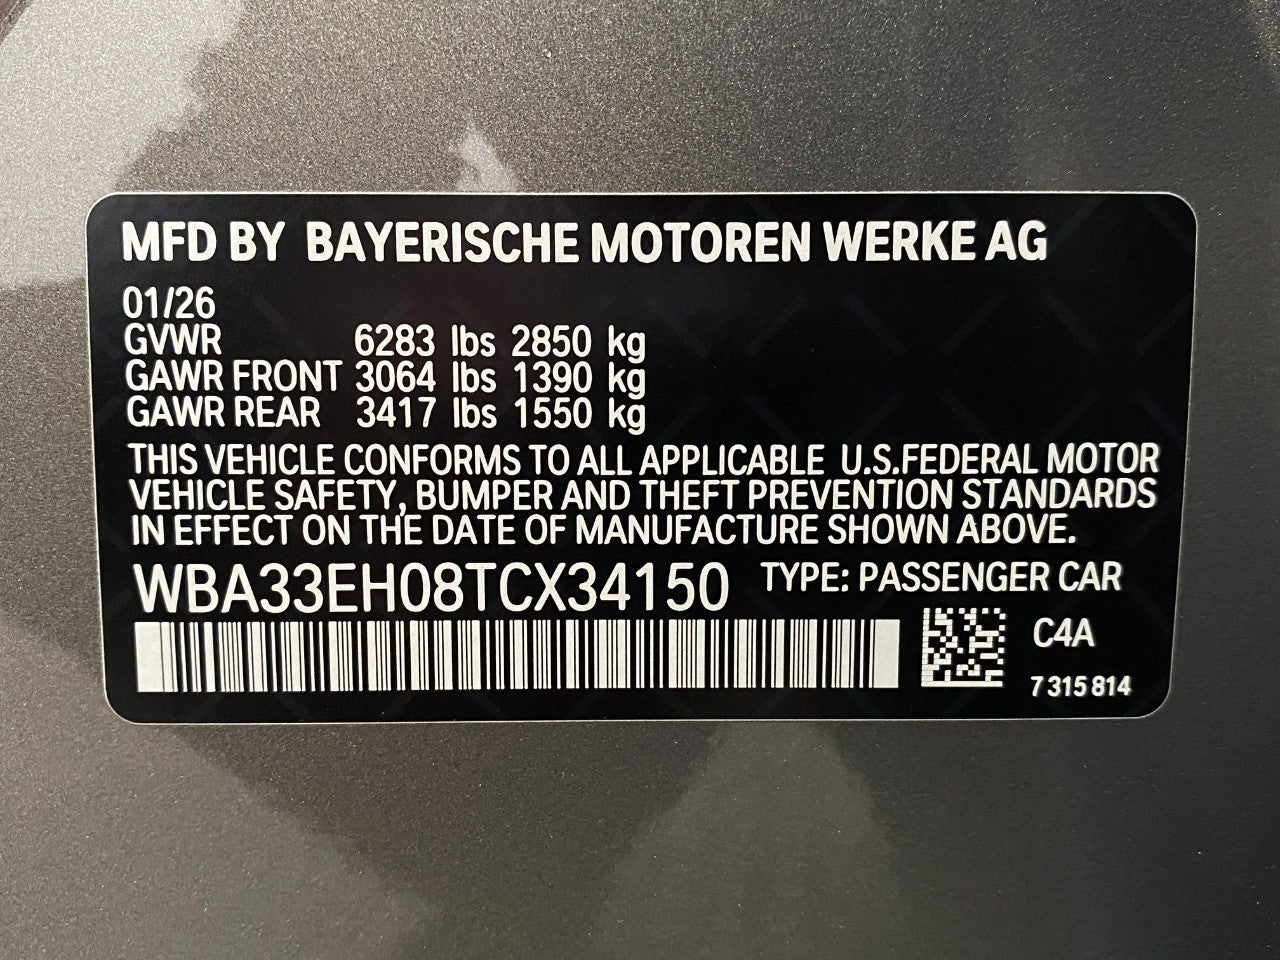 MFD BY BAYERISCHE MOTOREN WERKE AG
01/26
GVWR 6283 lbs 2850 kg
GAWR FRONT 3064 lbs 1390 kg
GAWR REAR 3417 lbs 1550 kg
THIS VEHICLE CONFORMS TO ALL APPLICABLE U.S.FEDERAL MOTOR
VEHICLE SAFETY, BUMPER AND THEFT PREVENTION STANDARDS
IN EFFECT ON THE DATE OF MANUFACTURE SHOWN ABOVE.
WBA33EH08TCX34150 TYPE: PASSENGER CAR
C4A
7 315 814